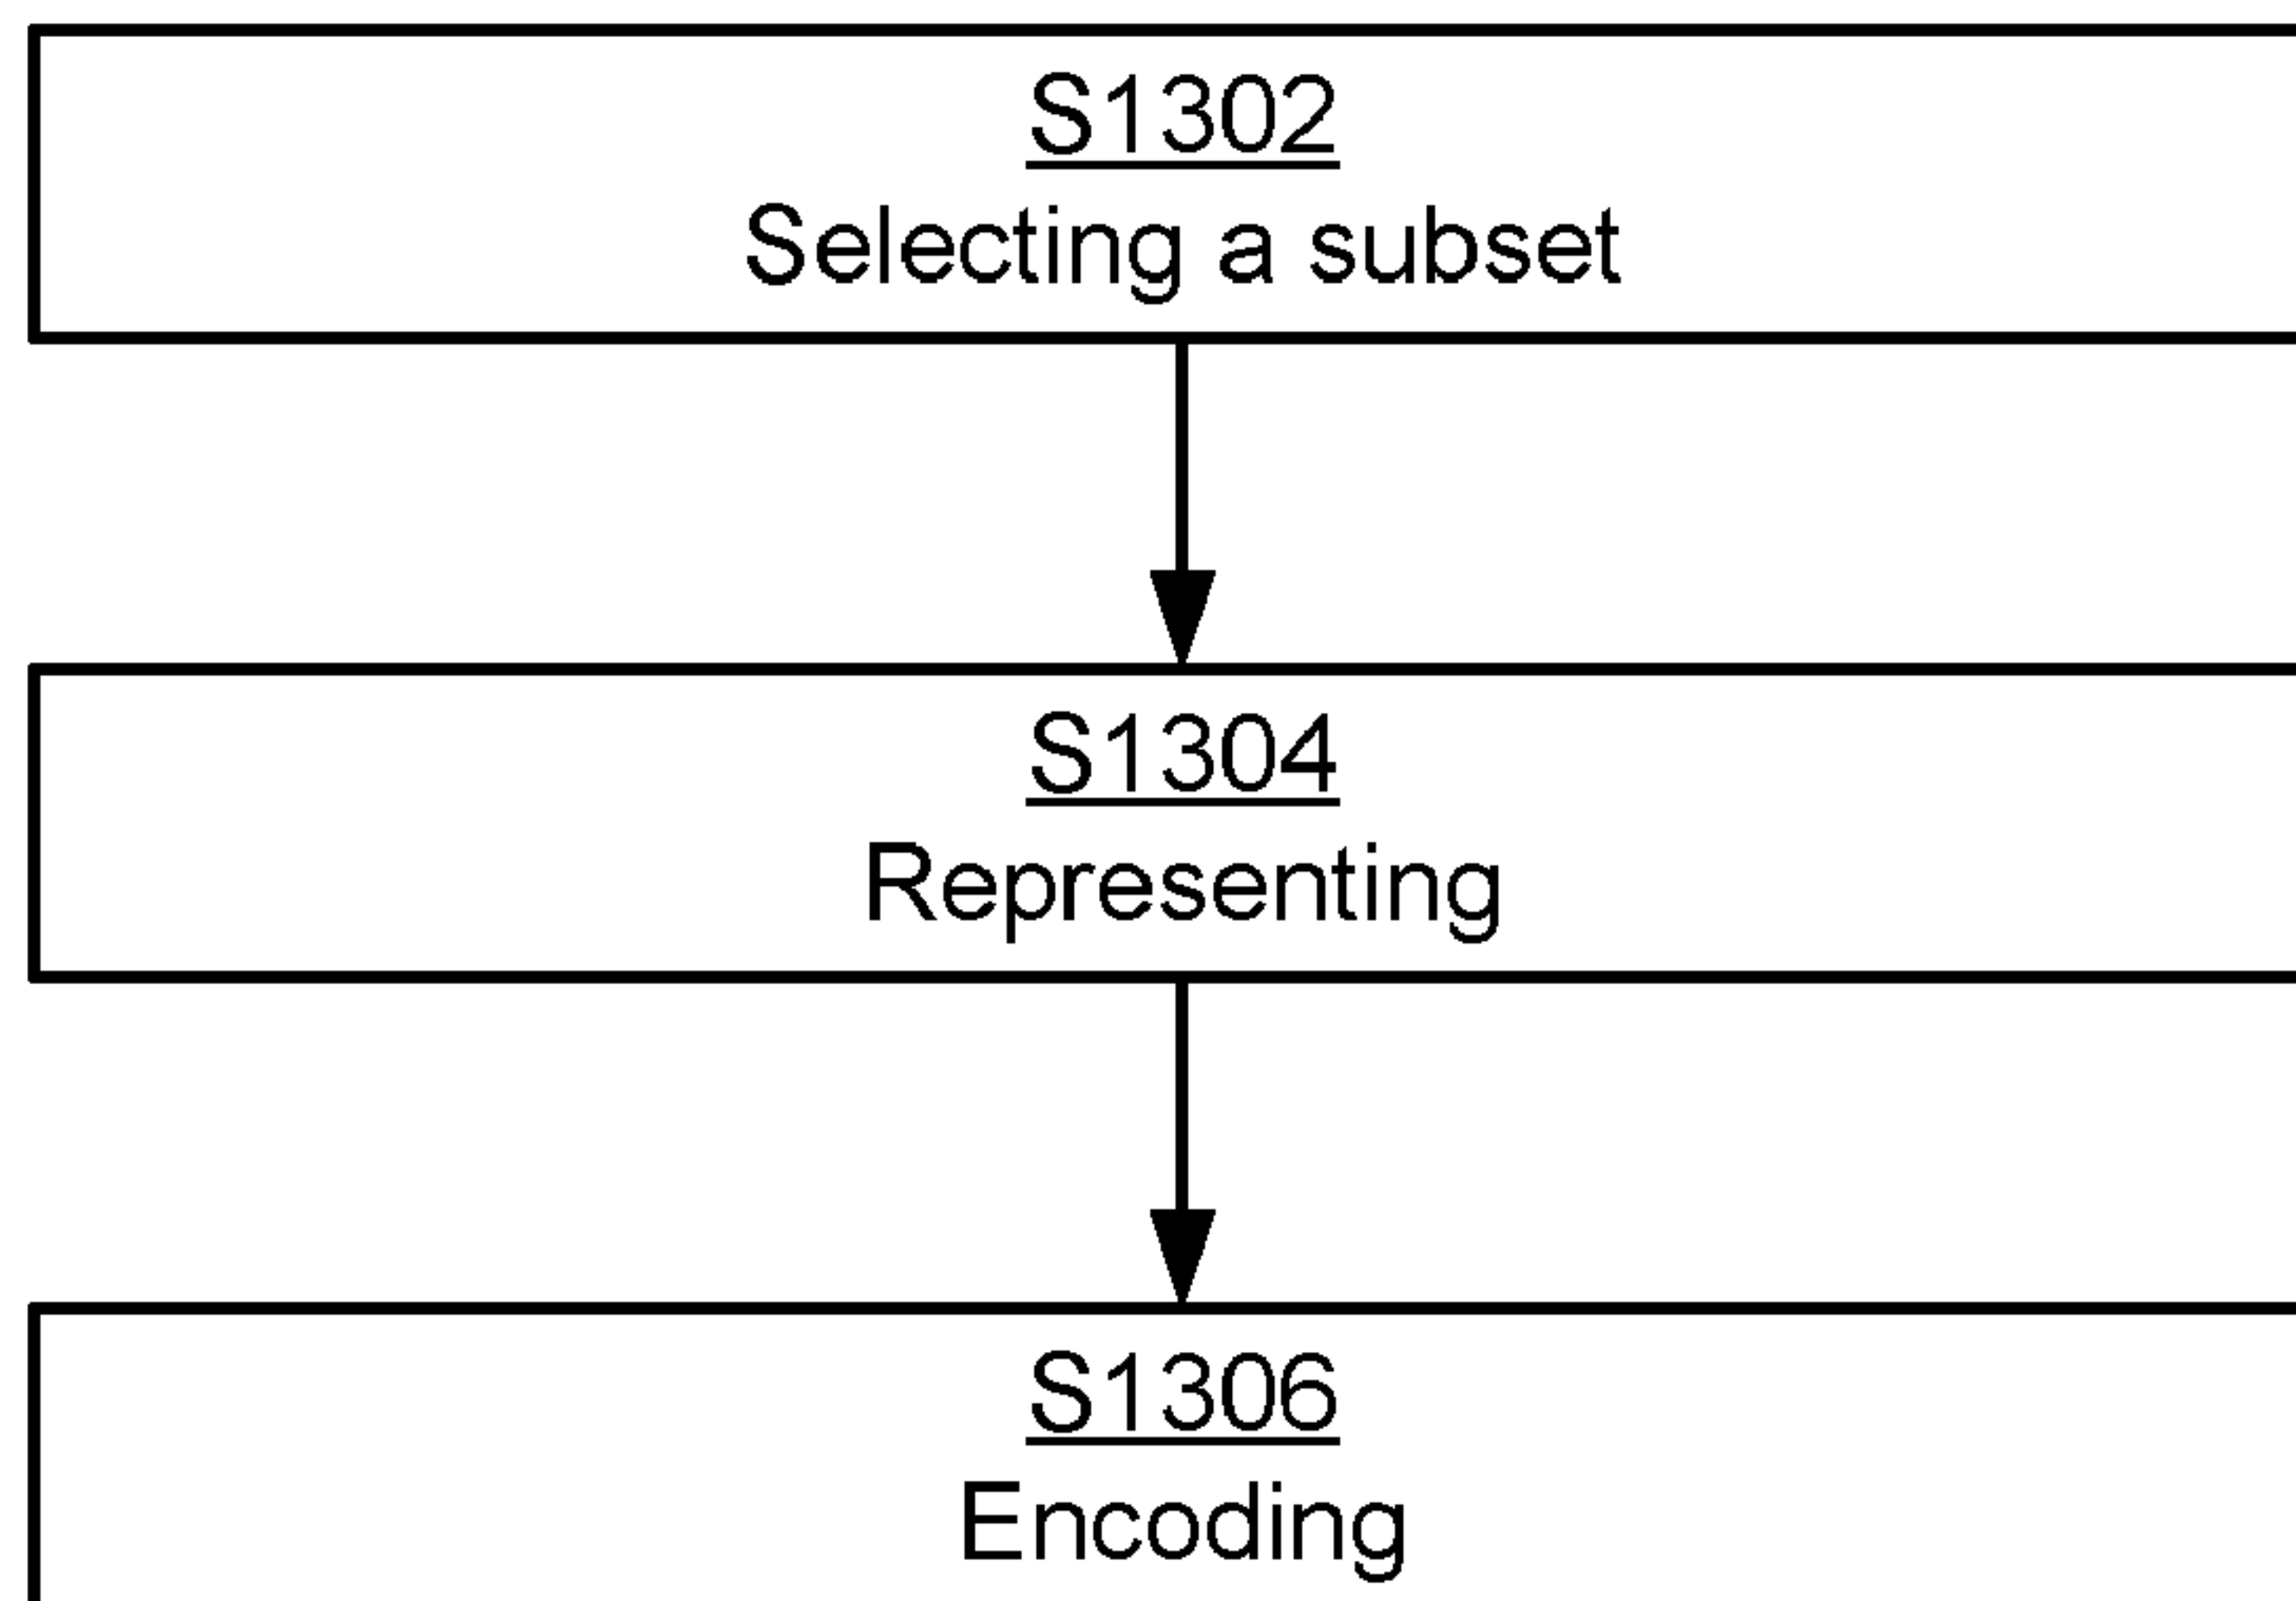 S1302
Selecting a subset
S1304
Representing
S1306
Encoding